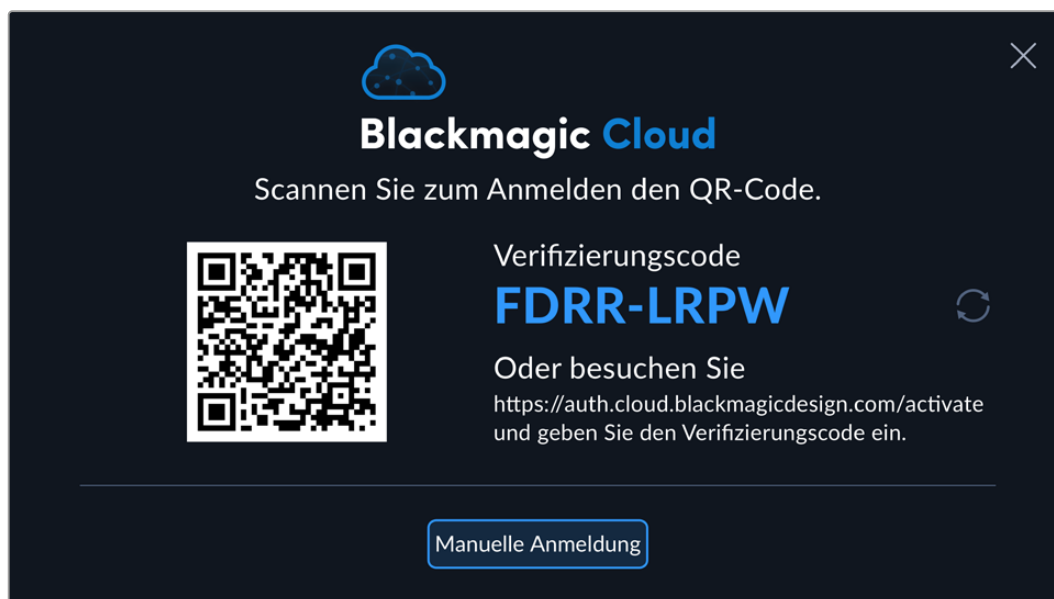 Blackmagic Cloud
Scannen Sie zum Anmelden den QR-Code.
Verifizierungscode
FDRR-LRPW
Oder besuchen Sie
https://auth.cloud.blackmagicdesign.com/activate
und geben Sie den Verifizierungscode ein.
Manuelle Anmeldung